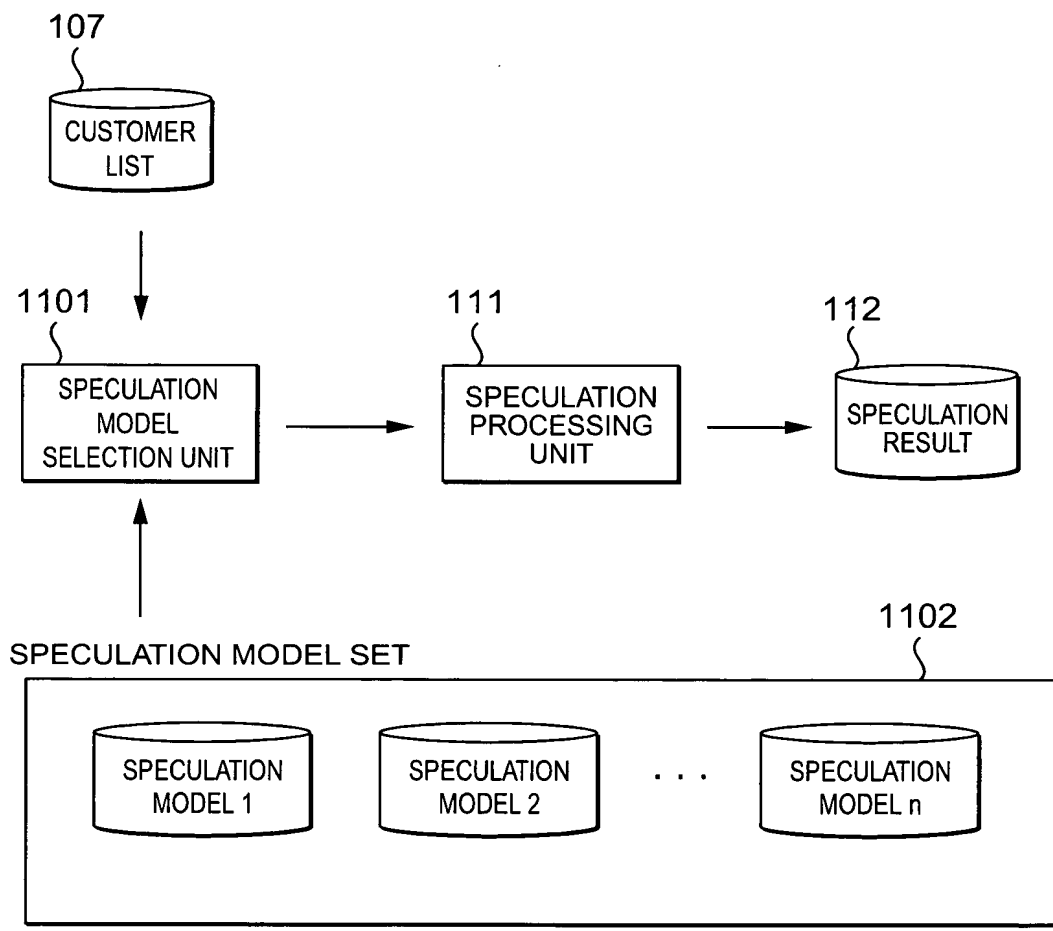 107
CUSTOMER
LIST
1101
SPECULATION
MODEL
SELECTION UNIT
111
SPECULATION
PROCESSING
UNIT
112
SPECULATION
RESULT
1102
SPECULATION MODEL SET
SPECULATION
MODEL 1
SPECULATION
MODEL 2
. . .
SPECULATION
MODEL n